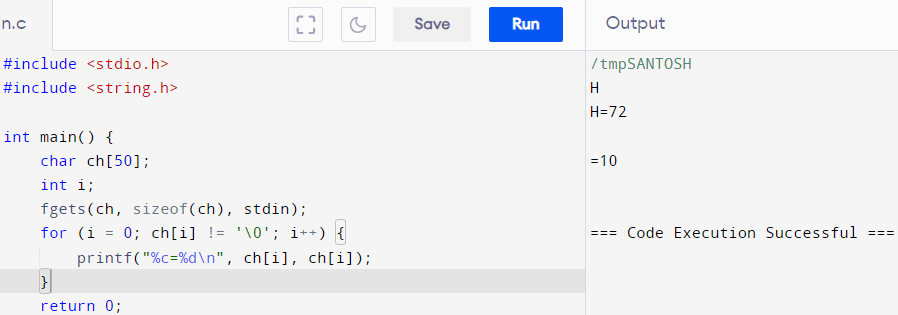 n.c
Save
Run
Output
#include <stdio.h>
#include <string.h>
int main() {
    char ch[50];
    int i;
    fgets(ch, sizeof(ch), stdin);
    for (i = 0; ch[i] != '\0'; i++) {
        printf("%c=%d\n", ch[i], ch[i]);
    }
    return 0;
/tmpSANTOSH
H
H=72
=10
=== Code Execution Successful ===